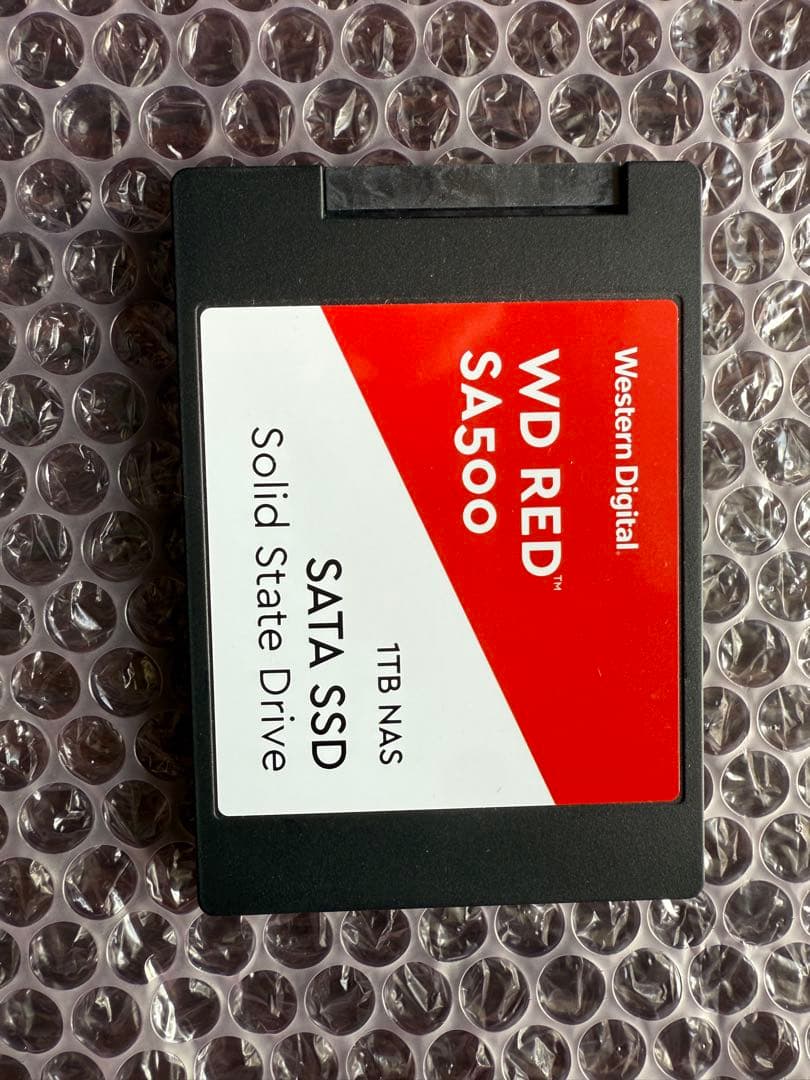 Western Digital.
WD RED™
SA500
1TB NAS
SATA SSD
Solid State Drive